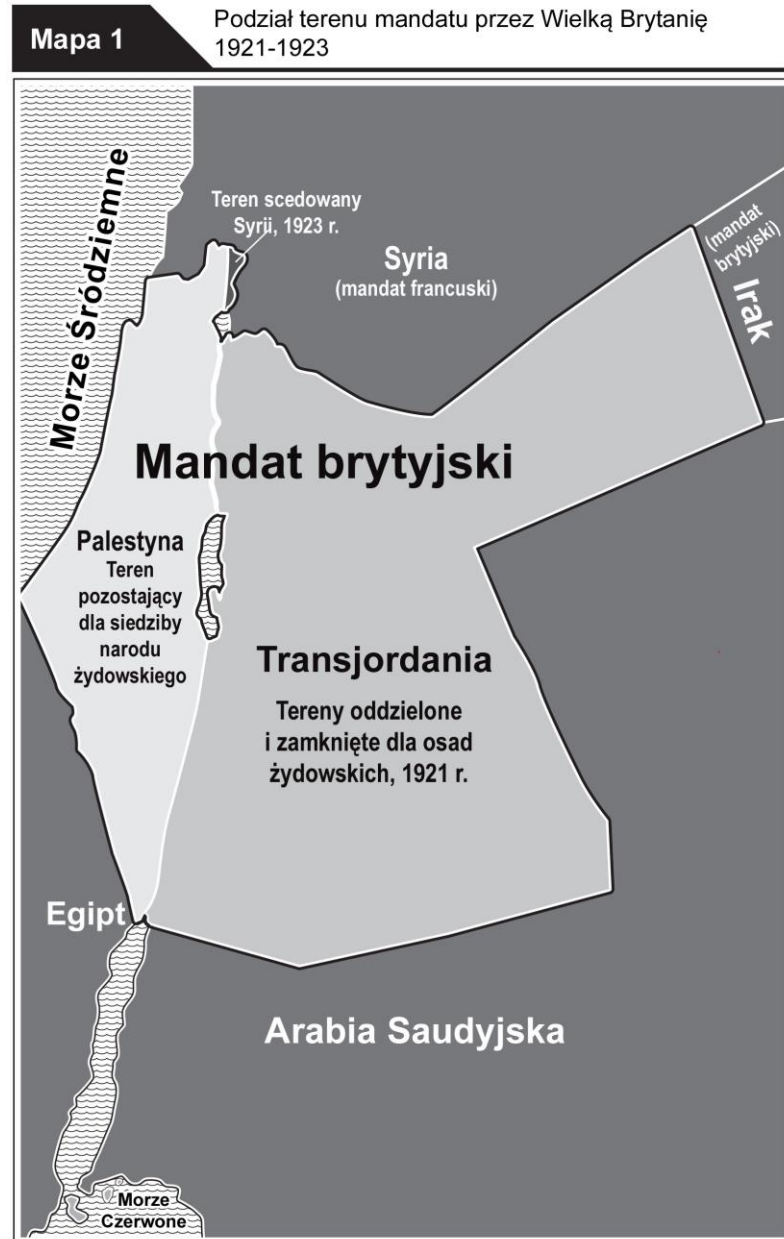 Mapa 1
Podział terenu mandatu przez Wielką Brytanię
1921-1923
Morze Śródziemne
Teren scedowany
Syrii, 1923 r.
Syria
(mandat francuski)
(mandat
brytyjski)
Irak
Mandat brytyjski
Palestyna
Teren
pozostający
dla siedziby
narodu
żydowskiego
Transjordania
Tereny oddzielone
i zamknięte dla osad
żydowskich, 1921 r.
Egipt
Arabia Saudyjska
Morze
Czerwone